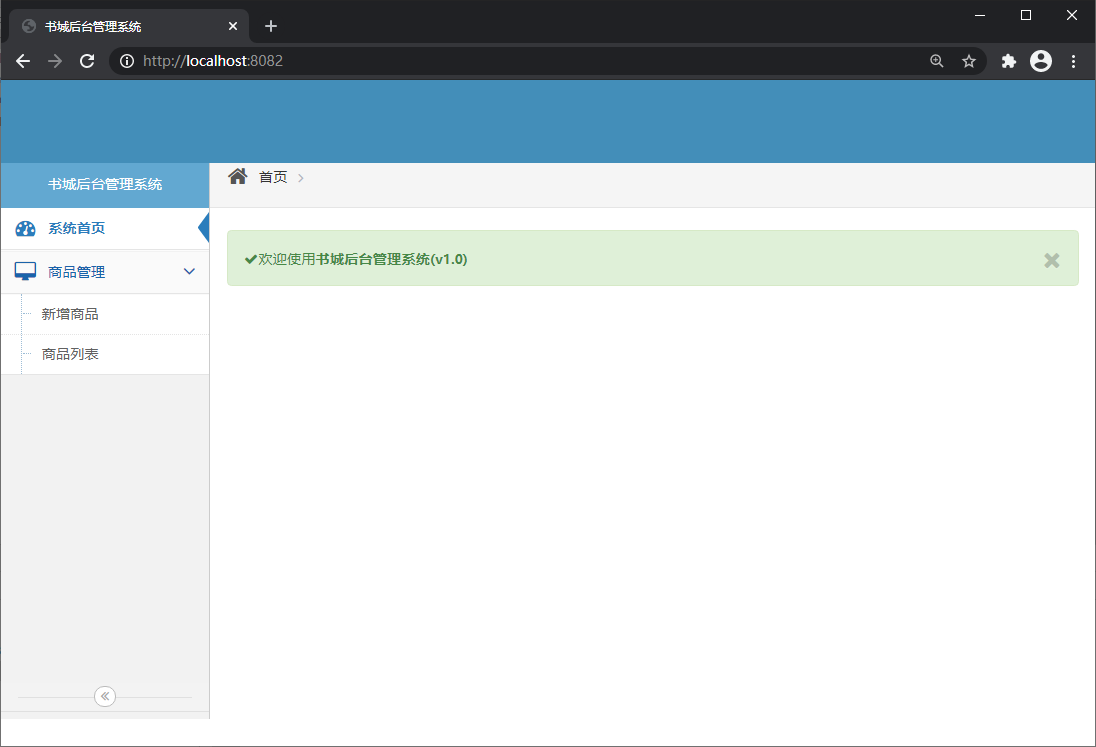 书城后台管理系统
http://localhost:8082
书城后台管理系统
首页
系统首页
欢迎使用书城后台管理系统(v1.0)
商品管理
新增商品
商品列表